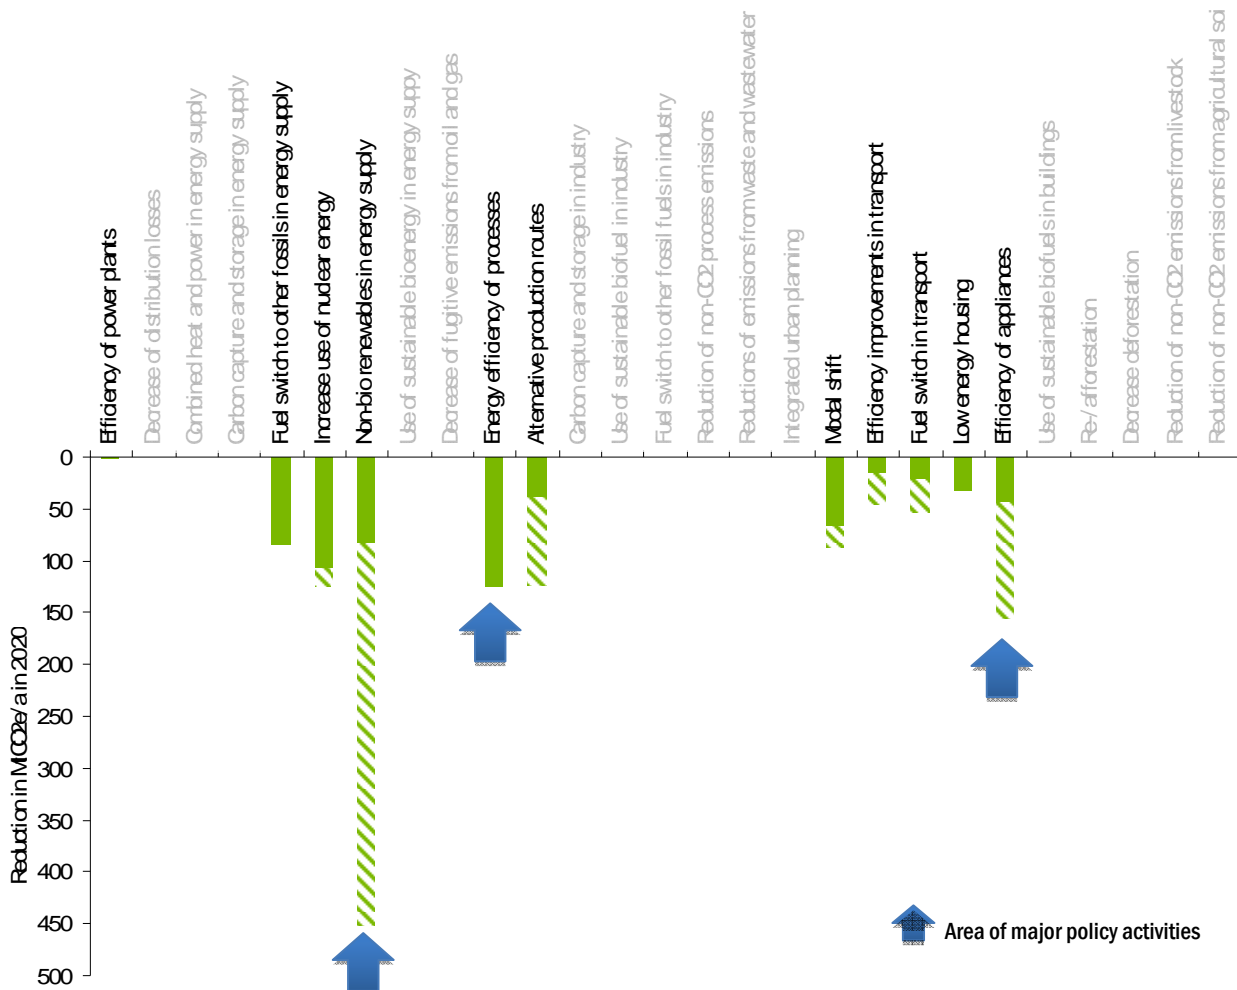 Efficiency of power plants
Decrease of distribution losses
Combined heat and power in energy supply
Carbon capture and storage in energy supply
Fuel switch to other fossils in energy supply
Increase use of nuclear energy
Non-bio renewables in energy supply
Use of sustainable bioenergy in energy suppy
Decrease of fugitive emissions from oil and gas
Energy efficiency of processes
Alternative production routes
Carbon capture and storage in industry
Use of sustainable biofuel in industry
Fuel switch to other fossil fuels in industry
Reduction of non-CO2 process emissions
Reductions of emissions from waste and wastewater
Integrated urban planning
Modal shift
Efficiency improvements in transport
Fuel switch in transport
Low energy housing
Efficiency of appliances
Use of sustainable biofuels in buildings
Re-/afforestation
Decrease deforestation
Reduction of non-CO2 emissions from livestock
Reduction of non-CO2 emissions from agricultural soi
0
50
100
150
200
250
300
350
400
450
500
Reduction in MtCO2e/a in 2020
Area of major policy activities